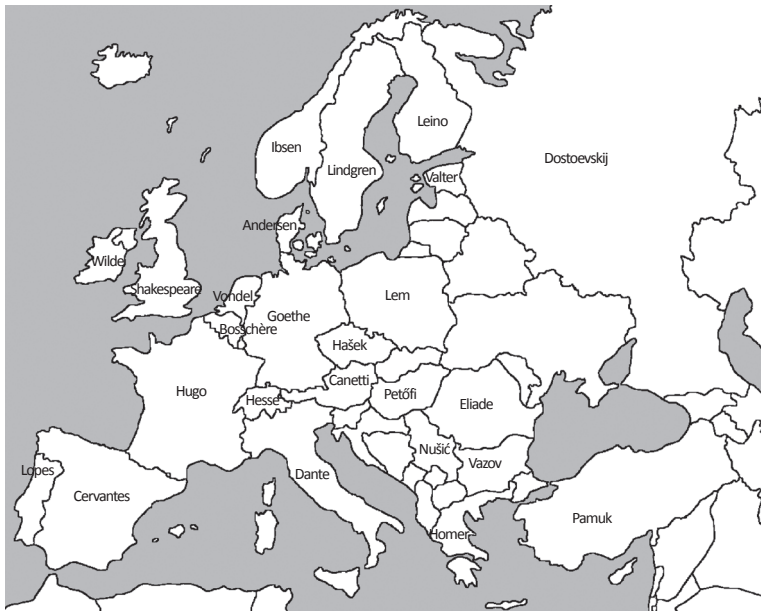 Leino
Ibsen
Dostoevskij
Lindgren
Valter
Andersen
Wilde
Shakespeare
Vondel
Lem
Goethe
Bosschère
Hašek
Canetti
Hugo
Petőfi
Hesse
Eliade
Nušić
Vazov
Lopes
Dante
Cervantes
Pamuk
Homer